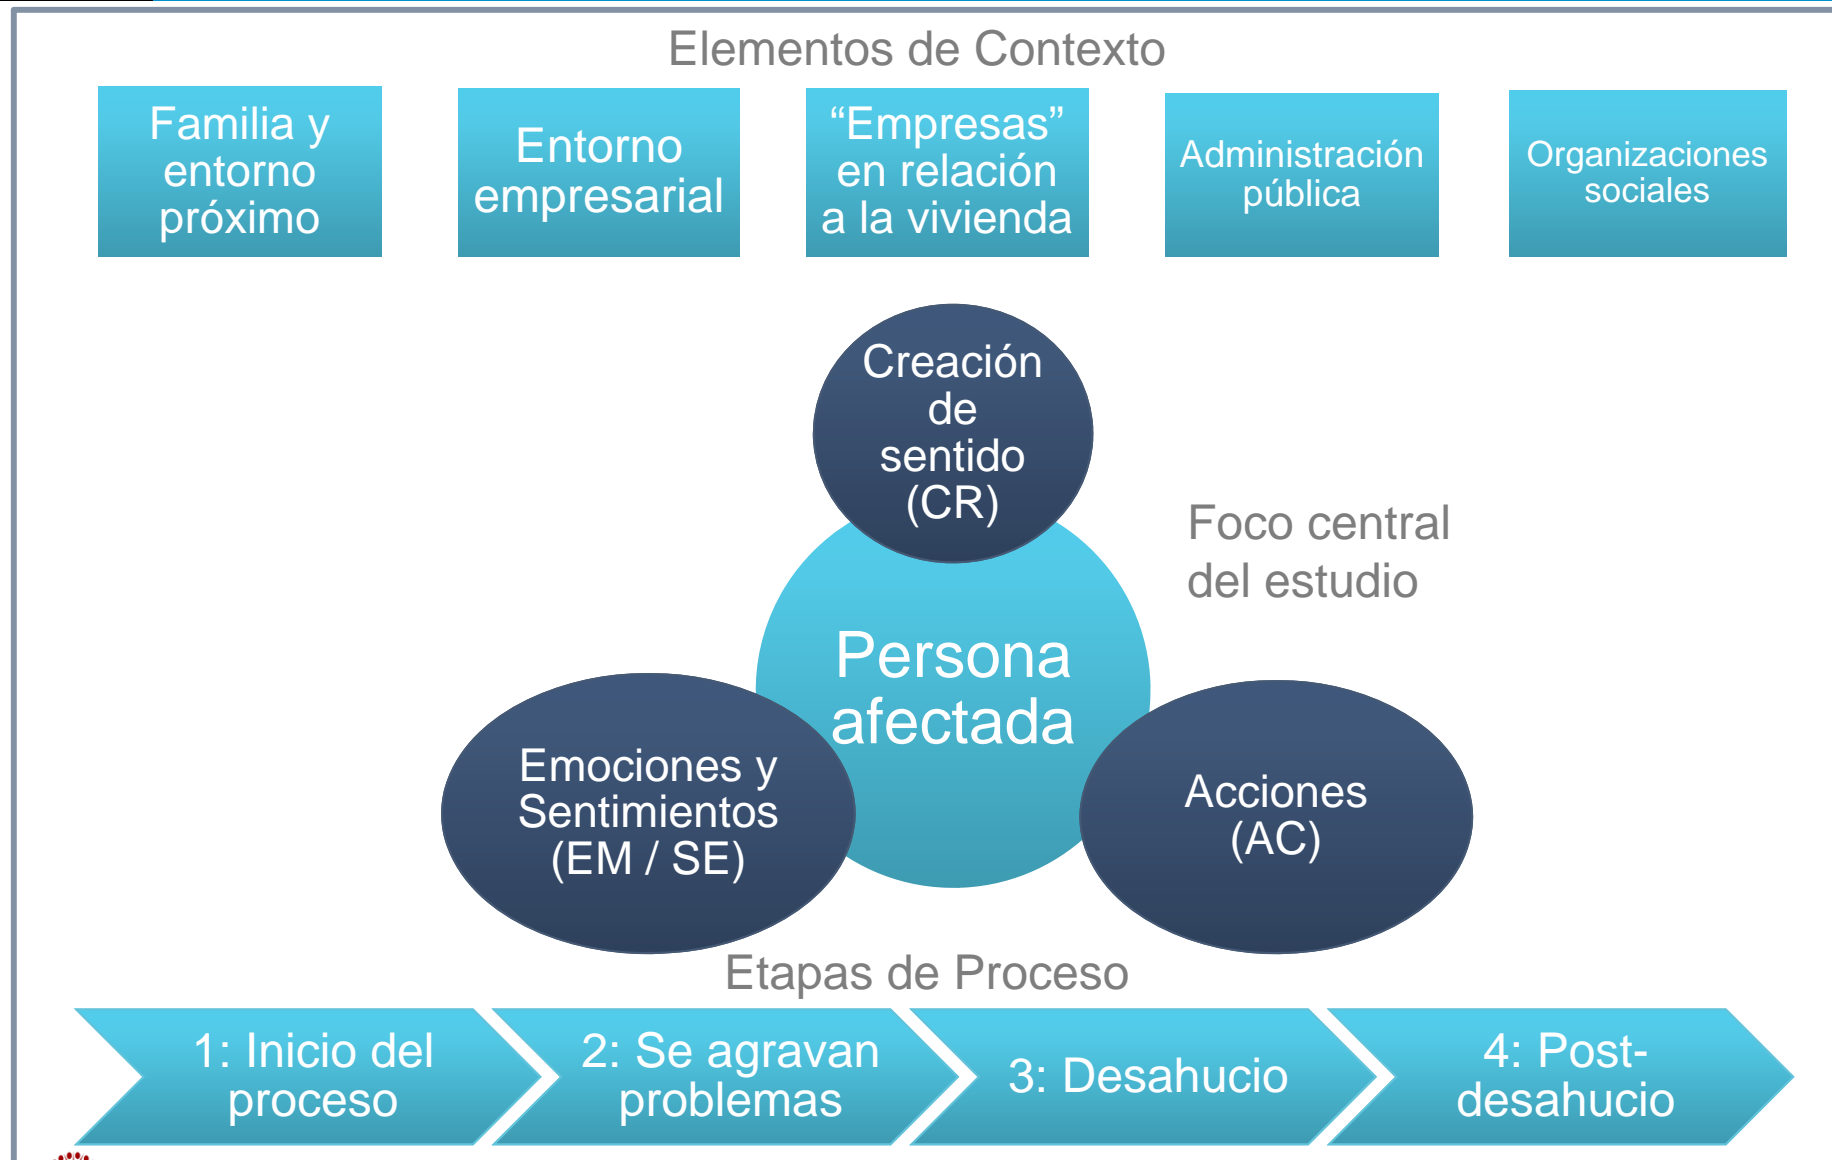 Elementos de Contexto
Familia y
entorno
próximo
Entorno
empresarial
“Empresas”
en relación
a la vivienda
Administración
pública
Organizaciones
sociales
Creación
de
sentido
(CR)
Foco central
del estudio
Persona
afectada
Emociones y
Sentimientos
(EM / SE)
Acciones
(AC)
Etapas de Proceso
1: Inicio del
proceso
2: Se agravan
problemas
3: Desahucio
4: Post-
desahucio